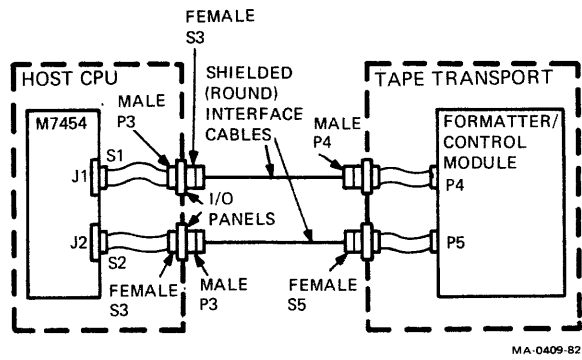 FEMALE
S3
HOST CPU
SHIELDED
(ROUND)
INTERFACE
CABLES
TAPE TRANSPORT
M7454
MALE
P3
MALE
P4
FORMATTER/
CONTROL
MODULE
S1
J1
P4
I/O
PANELS
J2
P5
S2
FEMALE
S3
MALE
P3
FEMALE
S5
MA-0409-82